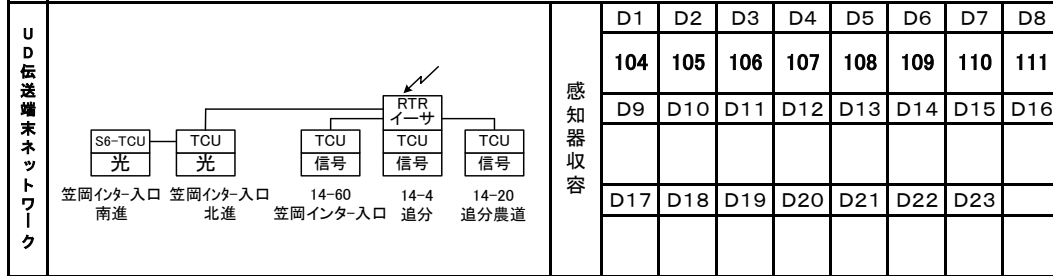 UD伝送端末ネットワーク
RTR
イーサ
S6-TCU
TCU
TCU
TCU
TCU
光
光
信号
信号
信号
笠岡インター入口
笠岡インター入口
14-60
14-4
14-20
南進
北進
笠岡インター入口
追分
追分農道
感知器収容
D1 D2 D3 D4 D5 D6 D7 D8
104 105 106 107 108 109 110 111
D9 D10 D11 D12 D13 D14 D15 D16
D17 D18 D19 D20 D21 D22 D23